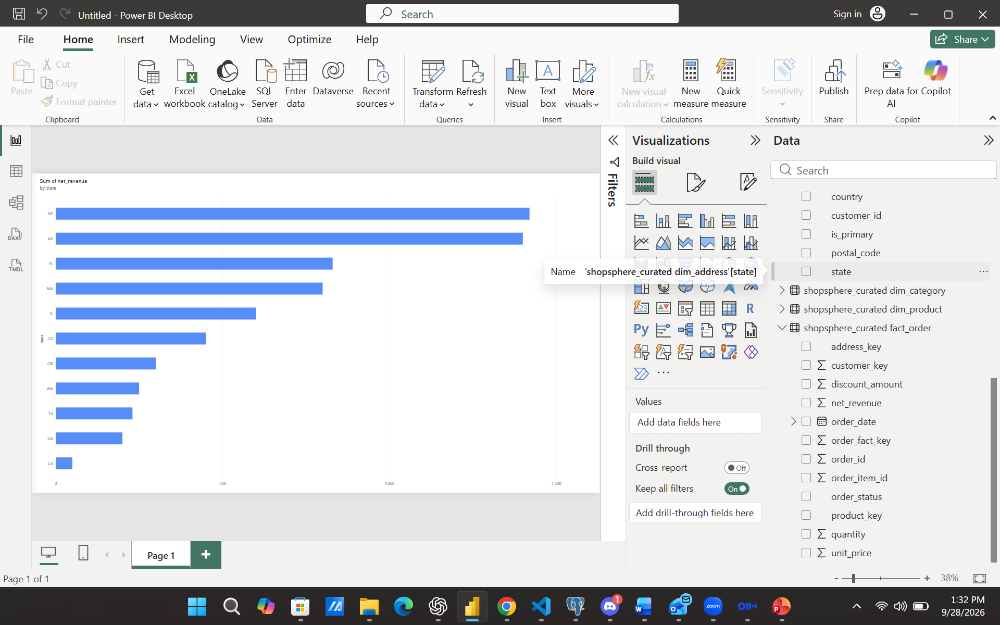 Untitled - Power BI Desktop
Search
Sign in
File
Home
Insert
Modeling
View
Optimize
Help
Share
Paste
Cut
Copy
Format painter
Clipboard
Get data
Excel workbook
OneLake catalog
SQL Server
Enter data
Dataverse
Recent sources
Data
Transform data
Refresh
Queries
New visual
Text box
More visuals
Insert
New visual calculation
New measure
Quick measure
Calculations
Sensitivity
Sensitivity
Publish
Share
Prep data for AI
Copilot
Copilot
DAX
TMDL
Sum of net_revenue
by state
NY
AZ
FL
MA
IL
CO
OR
WA
TX
GA
CA
state
0
500
1,000
1,500
Filters
Visualizations
Build visual
Name 'shopsphere_curated dim_address'[state]
123
R
Py
Values
Add data fields here
Drill through
Cross-report
Off
Keep all filters
On
Add drill-through fields here
Data
Search
country
customer_id
is_primary
postal_code
state
shopsphere_curated dim_category
shopsphere_curated dim_product
shopsphere_curated fact_order
address_key
customer_key
discount_amount
net_revenue
order_date
order_fact_key
order_id
order_item_id
order_status
product_key
quantity
unit_price
Page 1
Page 1 of 1
38%
1
zoom
1:32 PM
9/28/2026